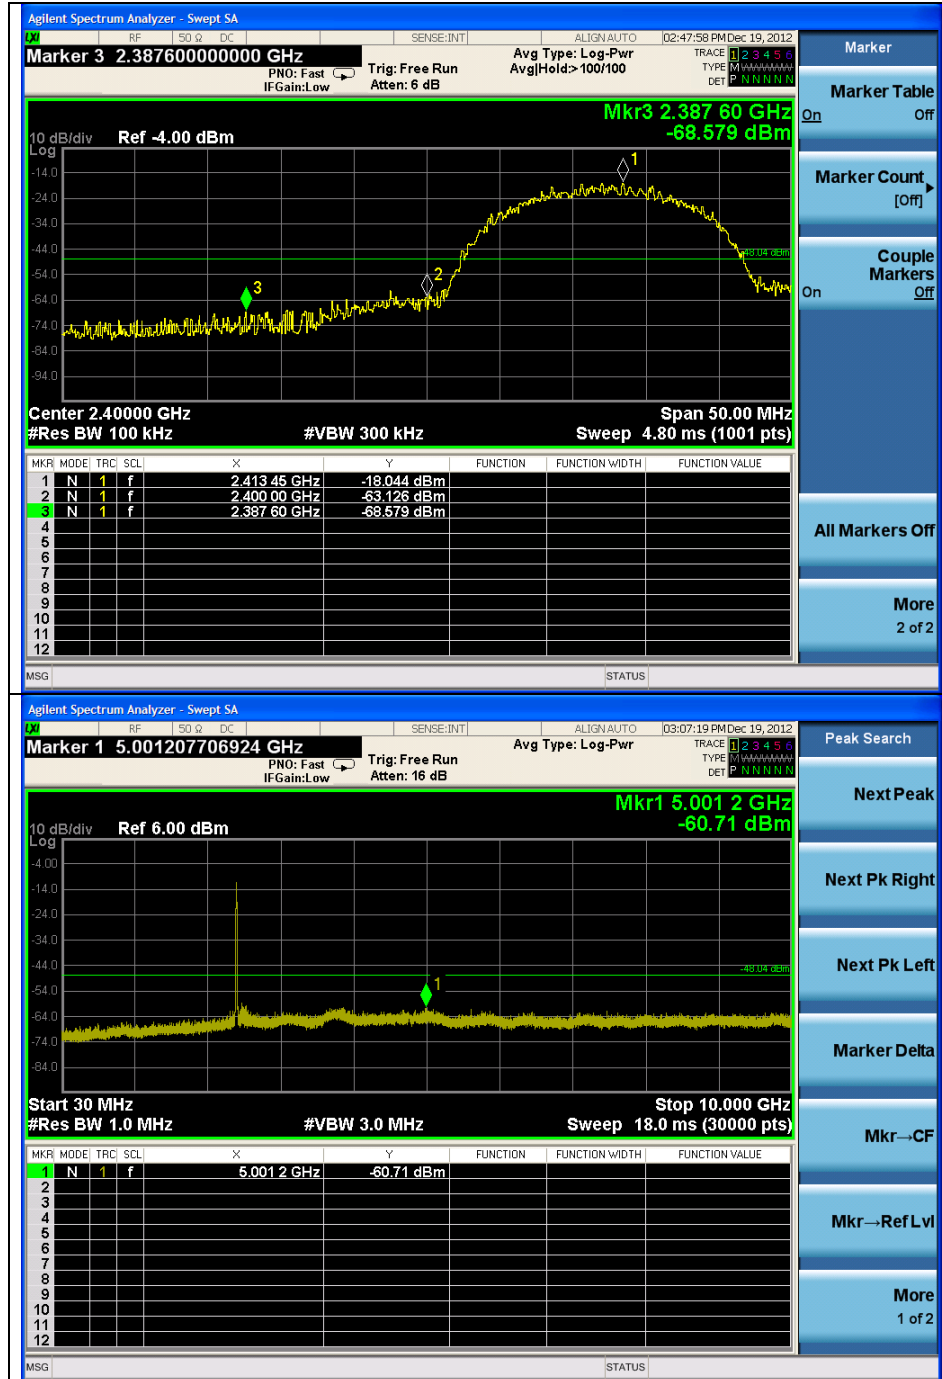 Agilent Spectrum Analyzer - Swept SA
LXI RF 50 Ω DC SENSE:INT ALIGN AUTO 02:47:58 PM Dec 19, 2012
Marker 3 2.387600000000 GHz
PNO: Fast
IFGain:Low
Trig: Free Run
Atten: 6 dB
Avg Type: Log-Pwr
Avg|Hold:>100/100
TRACE 1 2 3 4 5 6
TYPE M
DET P N N N N N
Marker
Marker Table
On Off
Marker Count
[Off]
Couple
Markers
On Off
All Markers Off
More
2 of 2
Mkr3 2.387 60 GHz
-68.579 dBm
10 dB/div Ref -4.00 dBm
Log
-14.0
-24.0
-34.0
-44.0
-54.0
-64.0
-74.0
-84.0
-94.0
1
2
3
-48.04 dBm
Center 2.40000 GHz Span 50.00 MHz
#Res BW 100 kHz #VBW 300 kHz Sweep 4.80 ms (1001 pts)
MKR MODE TRC SCL X Y FUNCTION FUNCTION WIDTH FUNCTION VALUE
1 N 1 f 2.413 45 GHz -18.044 dBm
2 N 1 f 2.400 00 GHz -63.126 dBm
3 N 1 f 2.387 60 GHz -68.579 dBm
4
5
6
7
8
9
10
11
12
MSG STATUS
Agilent Spectrum Analyzer - Swept SA
LXI RF 50 Ω DC SENSE:INT ALIGN AUTO 03:07:19 PM Dec 19, 2012
Marker 1 5.001207706924 GHz
PNO: Fast
IFGain:Low
Trig: Free Run
Atten: 16 dB
Avg Type: Log-Pwr
TRACE 1 2 3 4 5 6
TYPE M
DET P N N N N N
Peak Search
Next Peak
Next Pk Right
Next Pk Left
Marker Delta
Mkr→CF
Mkr→Ref Lvl
More
1 of 2
Mkr1 5.001 2 GHz
-60.71 dBm
10 dB/div Ref 6.00 dBm
Log
-4.00
-14.0
-24.0
-34.0
-44.0
-54.0
-64.0
-74.0
-84.0
1
-48.04 dBm
Start 30 MHz Stop 10.000 GHz
#Res BW 1.0 MHz #VBW 3.0 MHz Sweep 18.0 ms (30000 pts)
MKR MODE TRC SCL X Y FUNCTION FUNCTION WIDTH FUNCTION VALUE
1 N 1 f 5.001 2 GHz -60.71 dBm
2
3
4
5
6
7
8
9
10
11
12
MSG STATUS